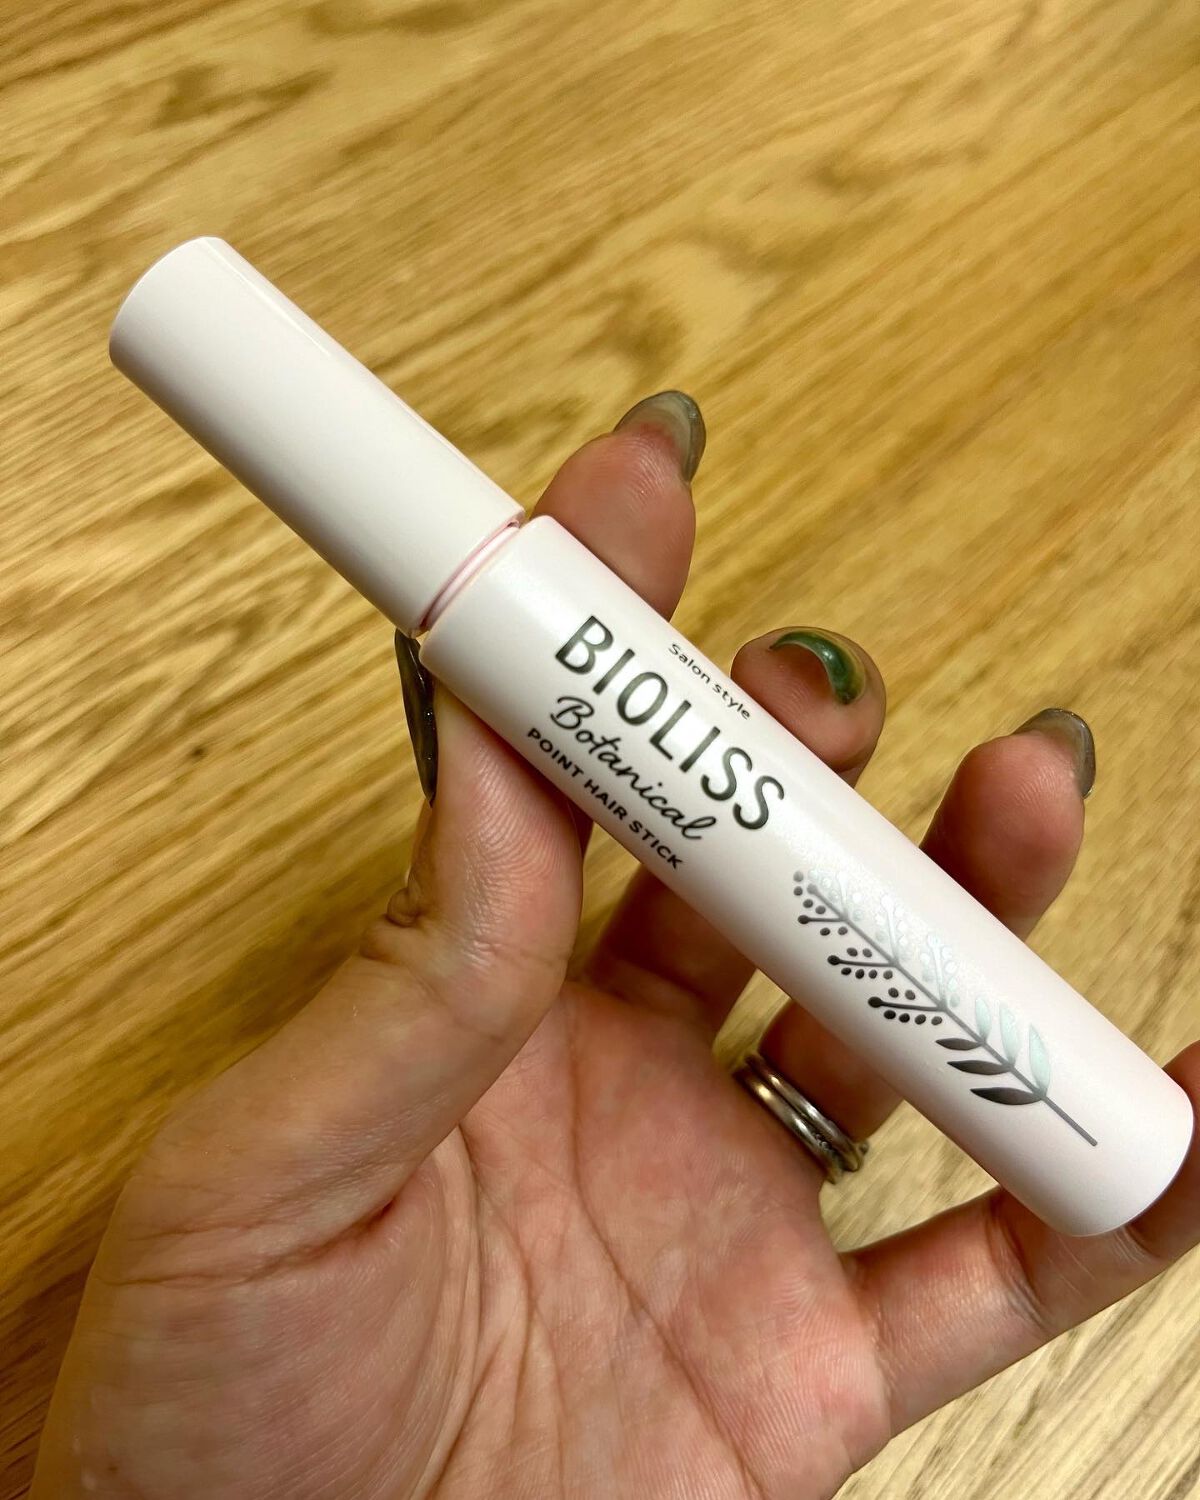 Salon style
BIOLISS
Botanical
POINT HAIR STICK